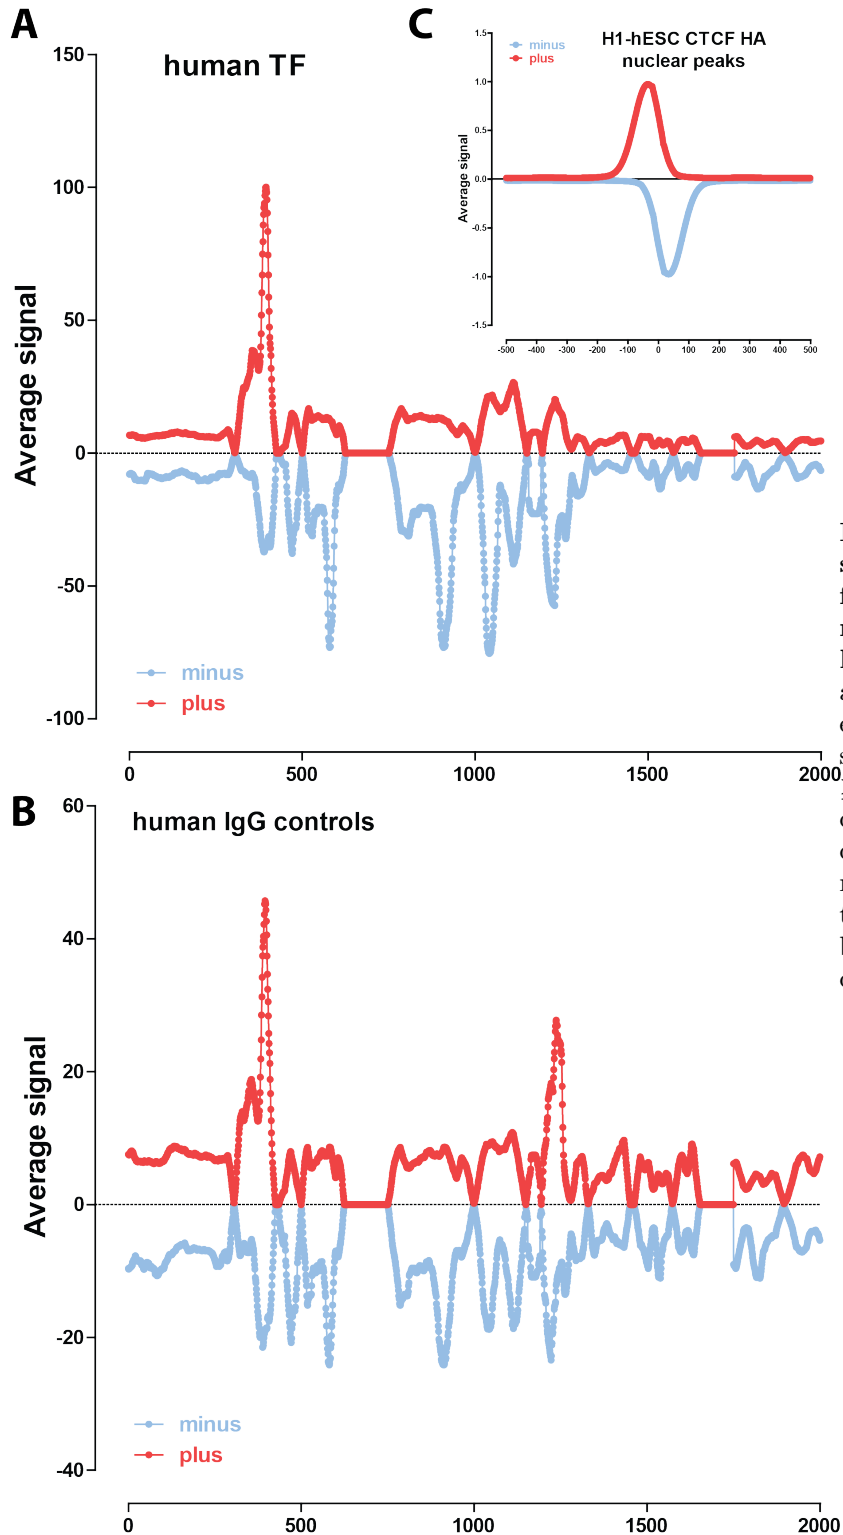 A
human TF
Average signal
150
100
50
0
-50
-100
minus
plus
0 500 1000 1500 2000
C
H1-hESC CTCF HA
nuclear peaks
minus
plus
Average signal
1.5
1.0
0.5
0.0
-0.5
-1.0
-1.5
-500 -400 -300 -200 -100 0 100 200 300 400 500
B
human IgG controls
Average signal
60
40
20
0
-20
-40
minus
plus
0 500 1000 1500 2000